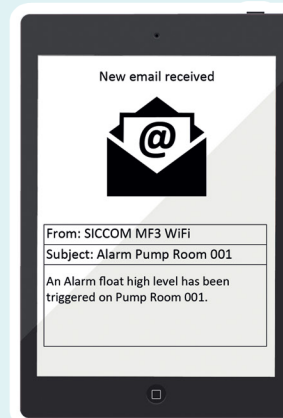 New email received
@
From: SICCOM MF3 WiFi
Subject: Alarm Pump Room 001
An Alarm float high level has been
triggered on Pump Room 001.